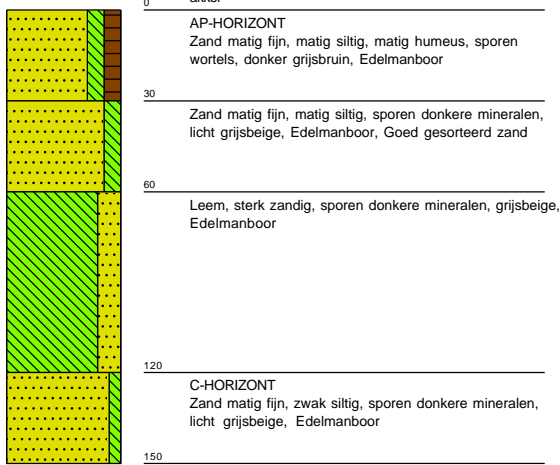 0
AP-HORIZONT
Zand matig fijn, matig siltig, matig humeus, sporen
wortels, donker grijsbruin, Edelmanboor
30
Zand matig fijn, matig siltig, sporen donkere mineralen,
licht grijsbeige, Edelmanboor, Goed gesorteerd zand
60
Leem, sterk zandig, sporen donkere mineralen, grijsbeige,
Edelmanboor
120
C-HORIZONT
Zand matig fijn, zwak siltig, sporen donkere mineralen,
licht grijsbeige, Edelmanboor
150